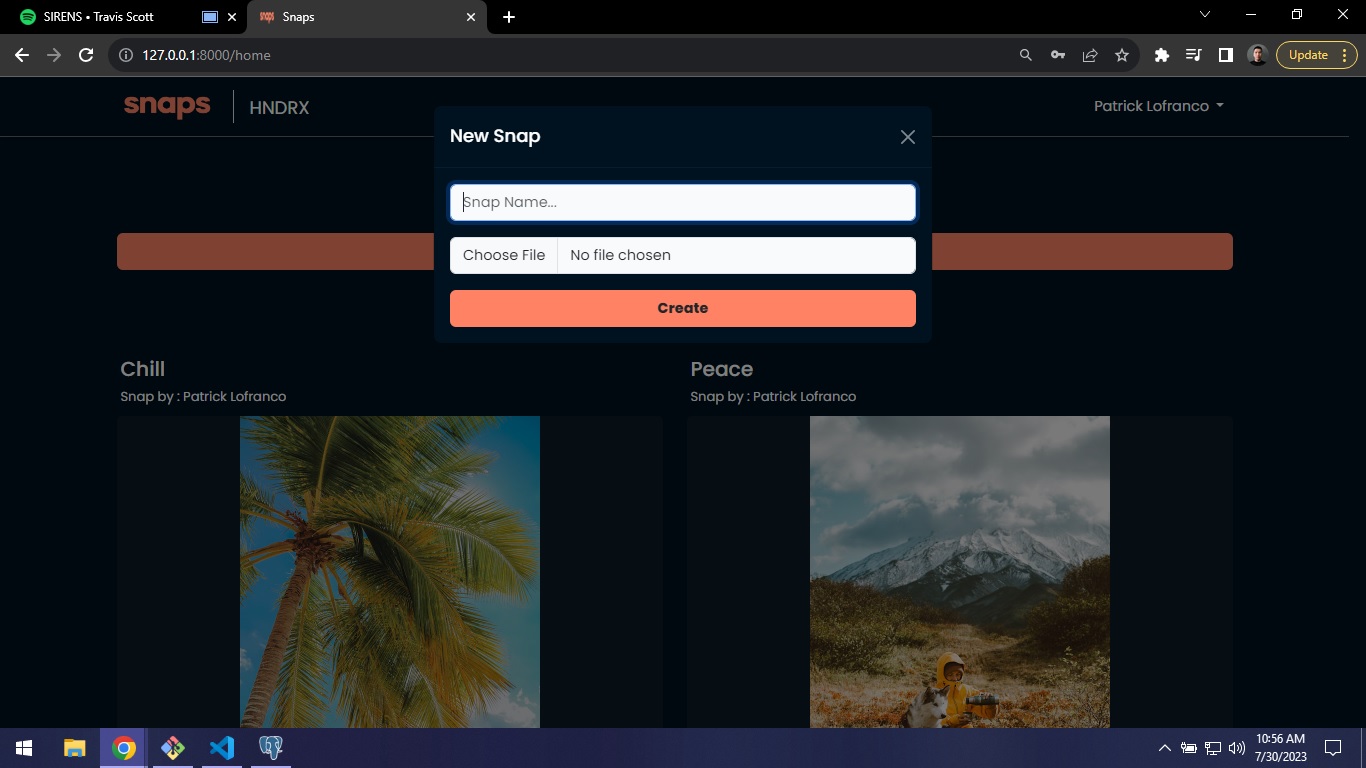 SIRENS • Travis Scott
Snaps
127.0.0.1:8000/home
Update
snaps
HNDRX
Patrick Lofranco
New Snap
Snap Name...
Choose File
No file chosen
Create
Chill
Snap by : Patrick Lofranco
Peace
Snap by : Patrick Lofranco
10:56 AM
7/30/2023